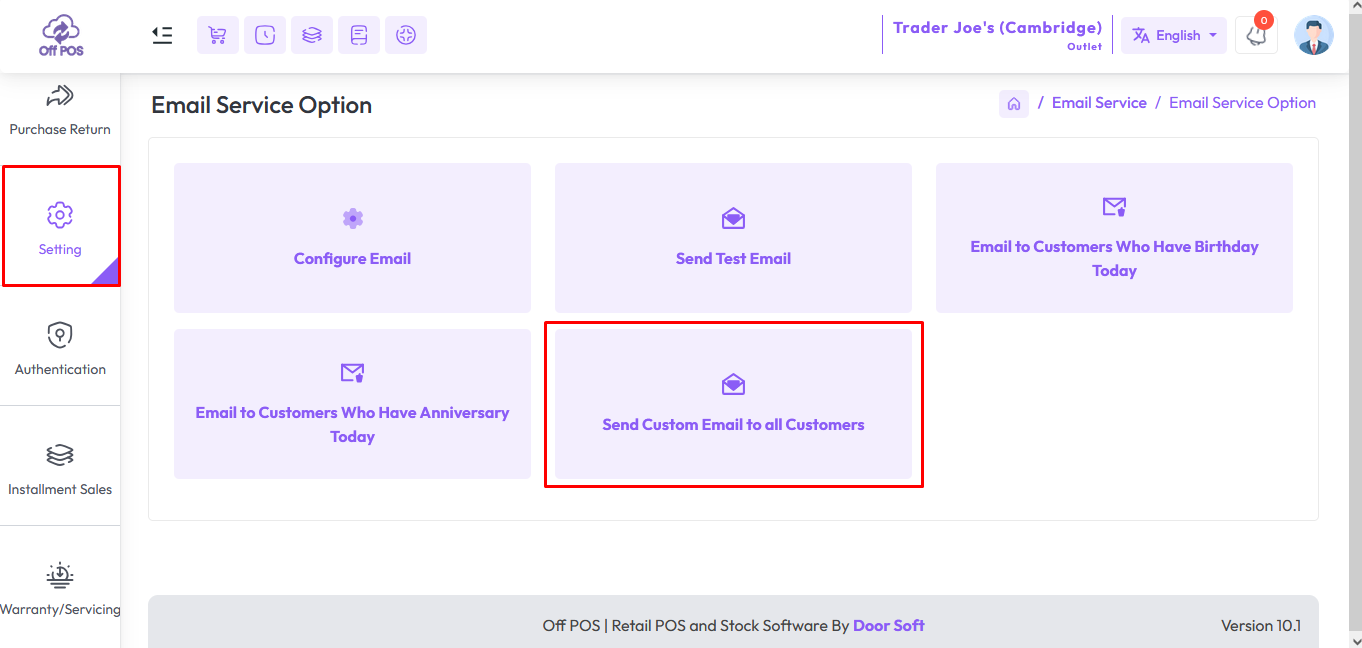 Off POS
Trader Joe's (Cambridge)
Outlet
English
0
Purchase Return
Setting
Authentication
Installment Sales
Warranty/Servicing
Email Service Option
/ Email Service / Email Service Option
Configure Email
Send Test Email
Email to Customers Who Have Birthday
Today
Email to Customers Who Have Anniversary
Today
Send Custom Email to all Customers
Off POS | Retail POS and Stock Software By Door Soft
Version 10.1